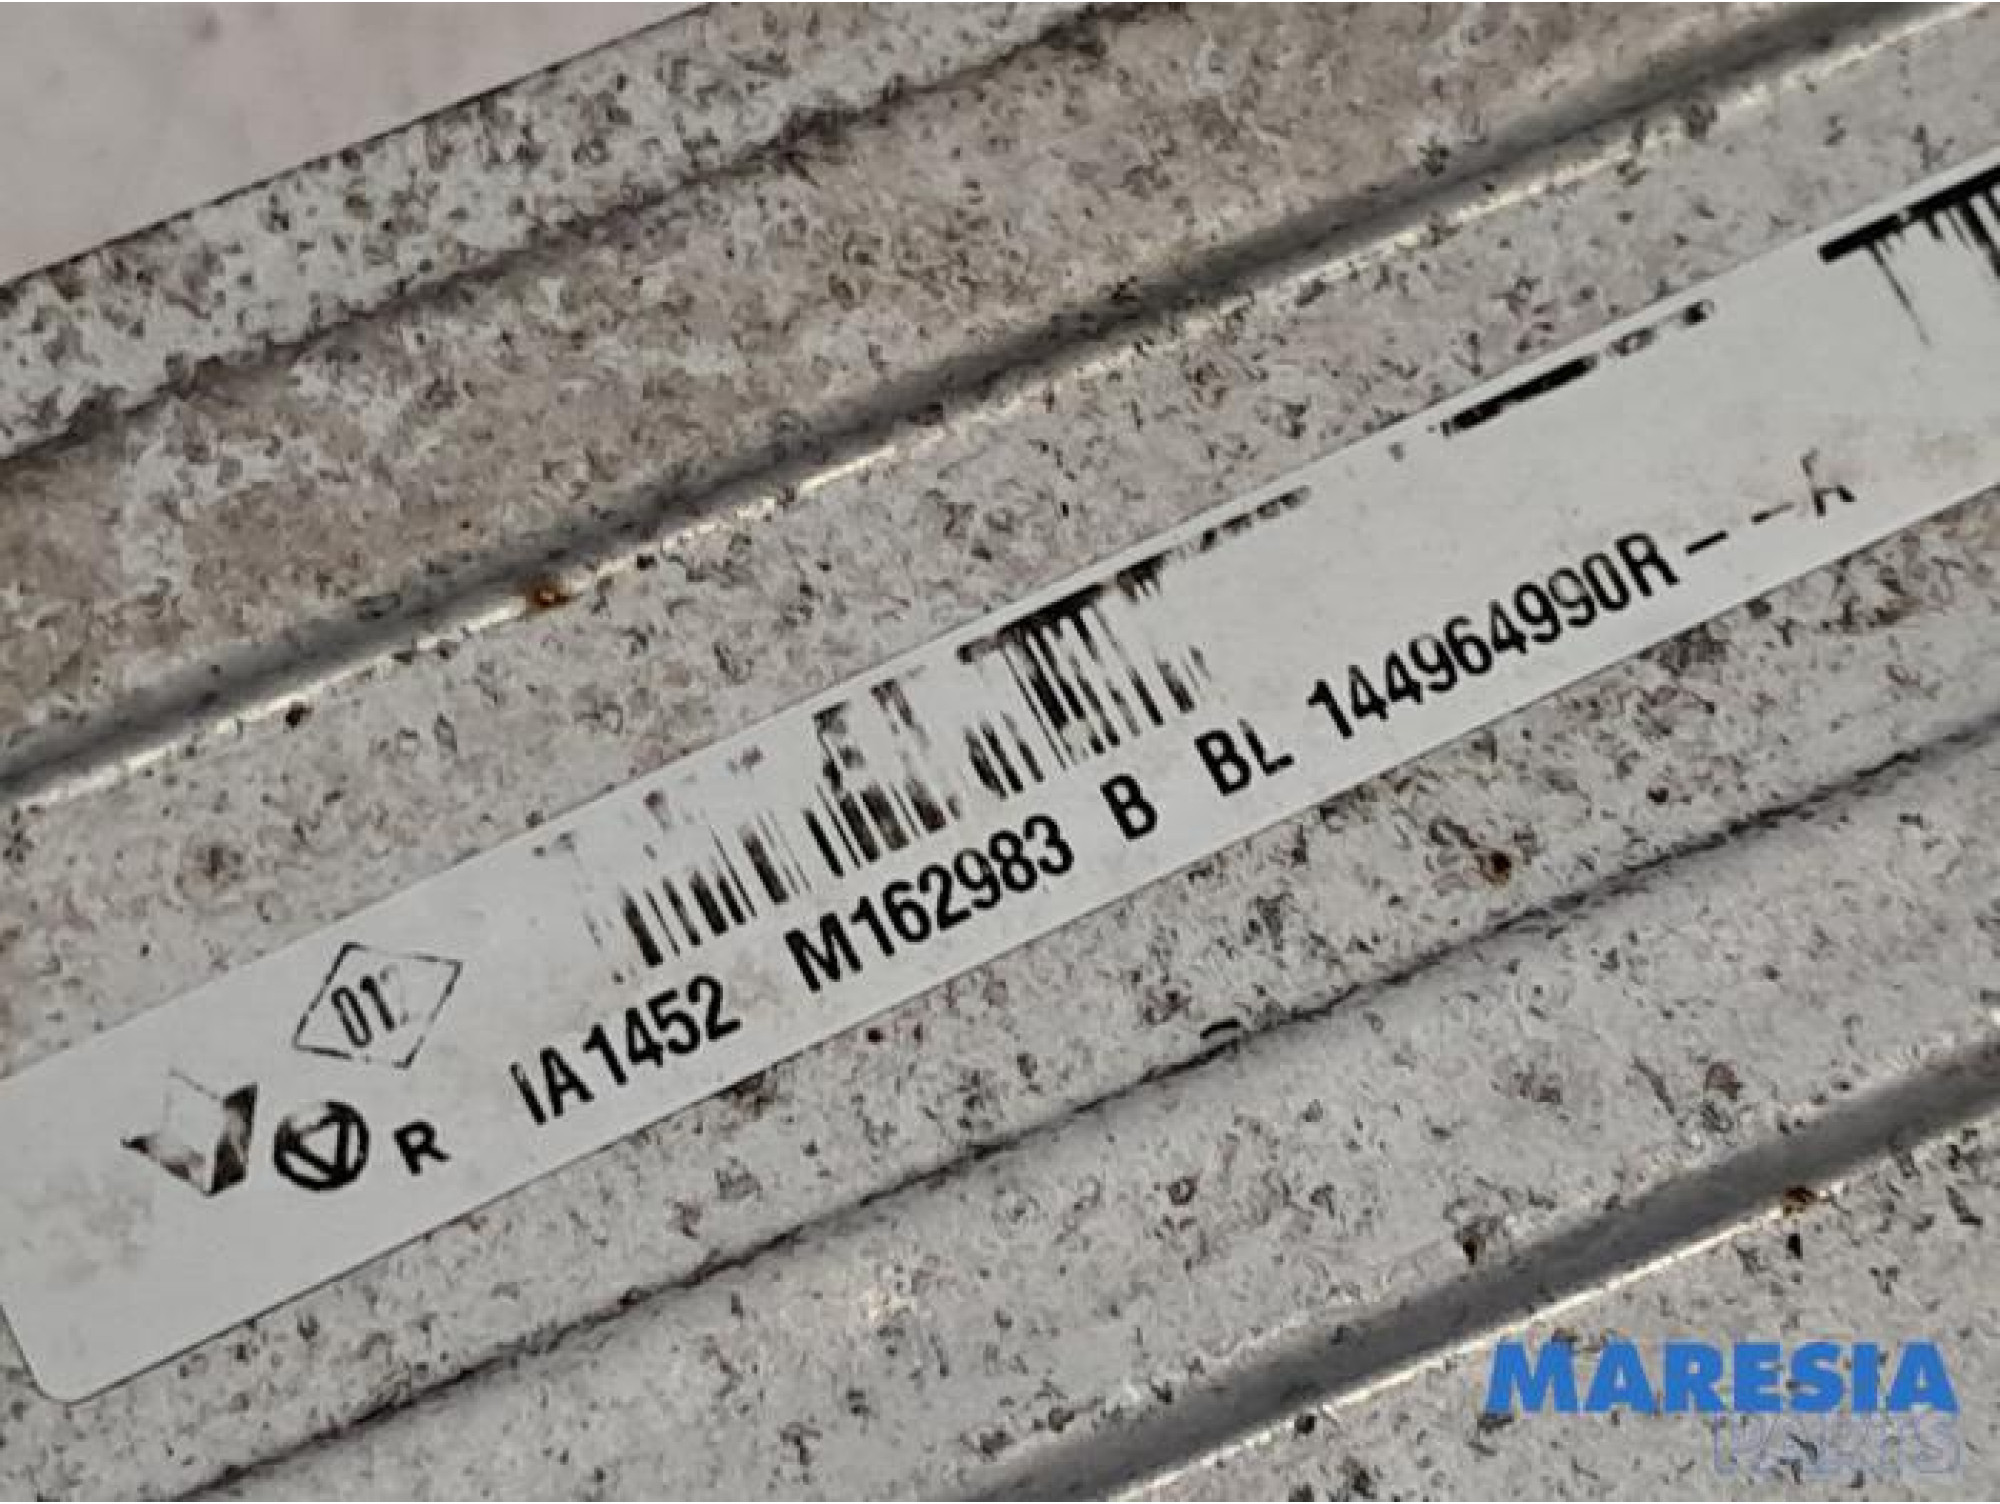 01
R IA1452 M162983 B BL 144964990R--A
MARESIA
PARTS